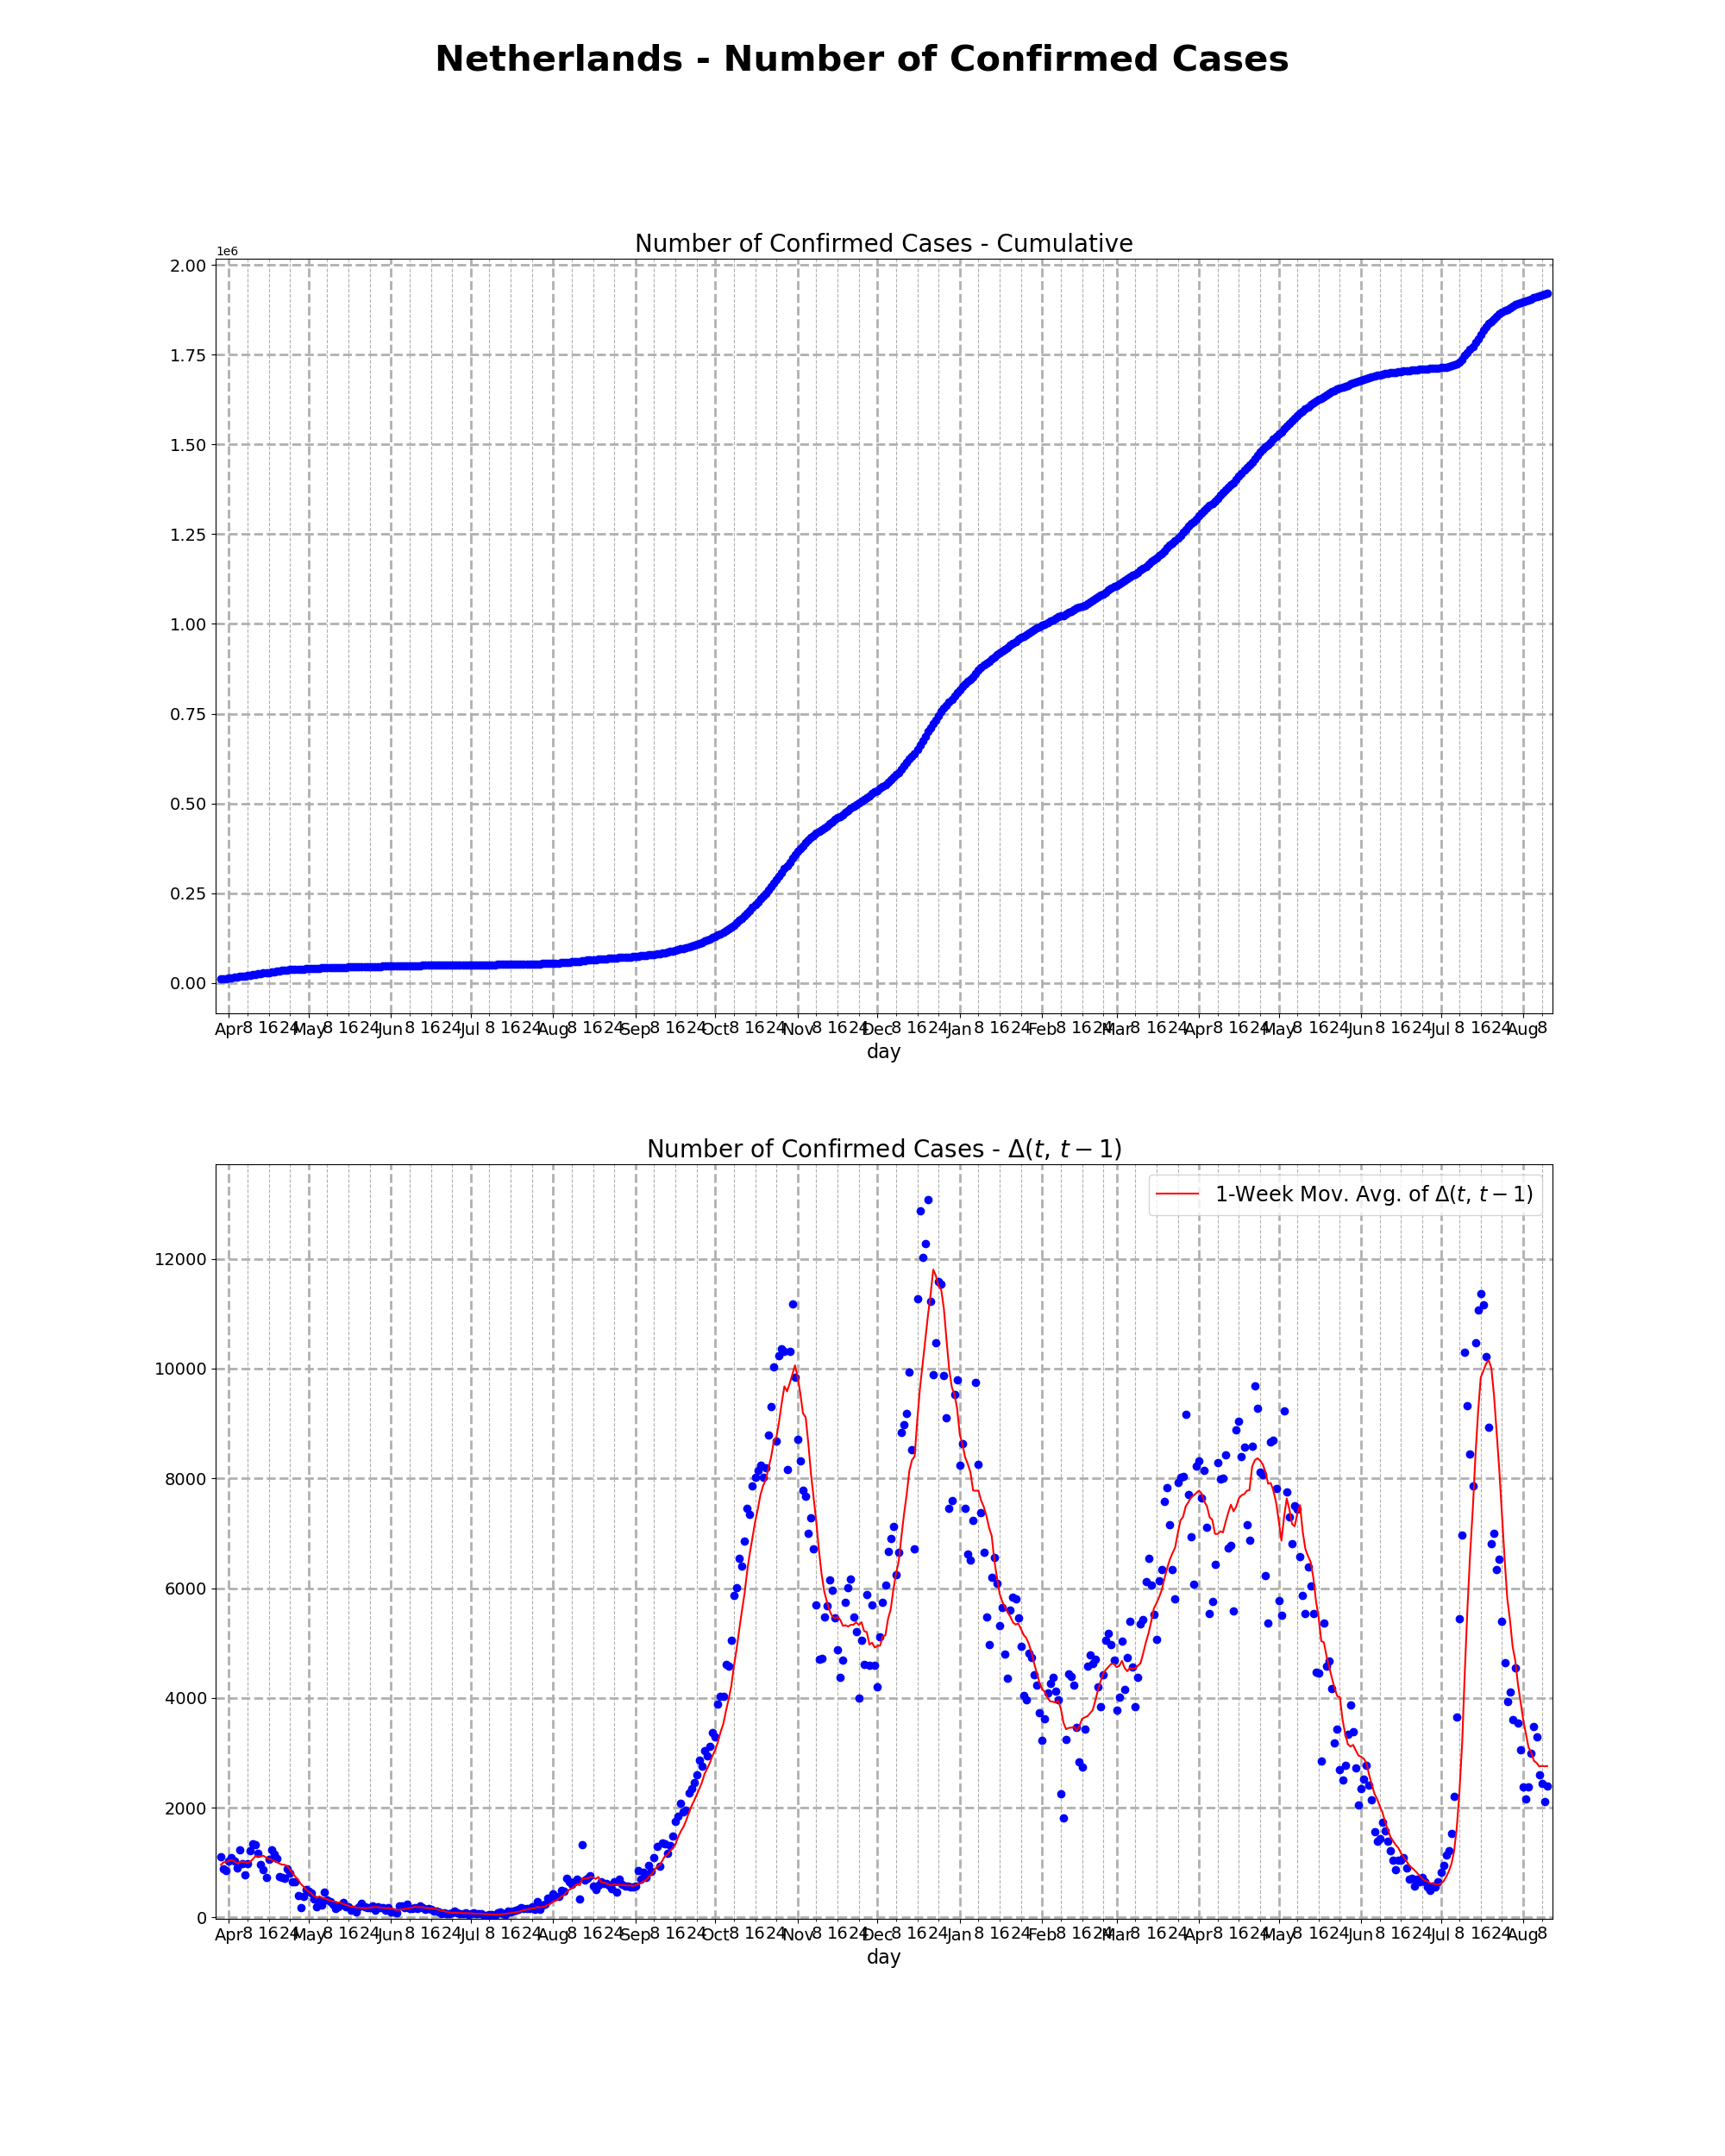 Netherlands - Number of Confirmed Cases
Number of Confirmed Cases - Cumulative
1e6
2.00
1.75
1.50
1.25
1.00
0.75
0.50
0.25
0.00
Apr 8 16 24 May 8 16 24 Jun 8 16 24 Jul 8 16 24 Aug 8 16 24 Sep 8 16 24 Oct 8 16 24 Nov 8 16 24 Dec 8 16 24 Jan 8 16 24 Feb 8 16 24 Mar 8 16 24 Apr 8 16 24 May 8 16 24 Jun 8 16 24 Jul 8 16 24 Aug 8
day
Number of Confirmed Cases - Δ(t, t − 1)
1-Week Mov. Avg. of Δ(t, t − 1)
12000
10000
8000
6000
4000
2000
0
Apr 8 16 24 May 8 16 24 Jun 8 16 24 Jul 8 16 24 Aug 8 16 24 Sep 8 16 24 Oct 8 16 24 Nov 8 16 24 Dec 8 16 24 Jan 8 16 24 Feb 8 16 24 Mar 8 16 24 Apr 8 16 24 May 8 16 24 Jun 8 16 24 Jul 8 16 24 Aug 8
day